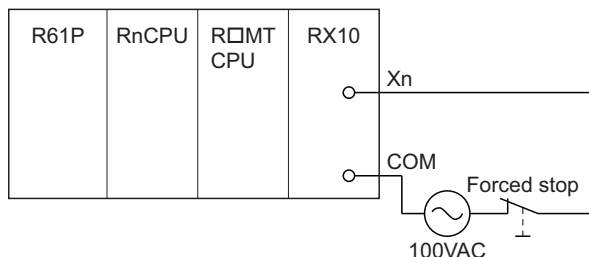 R61P
RnCPU
R□MT
CPU
RX10
Xn
COM
Forced stop
100VAC